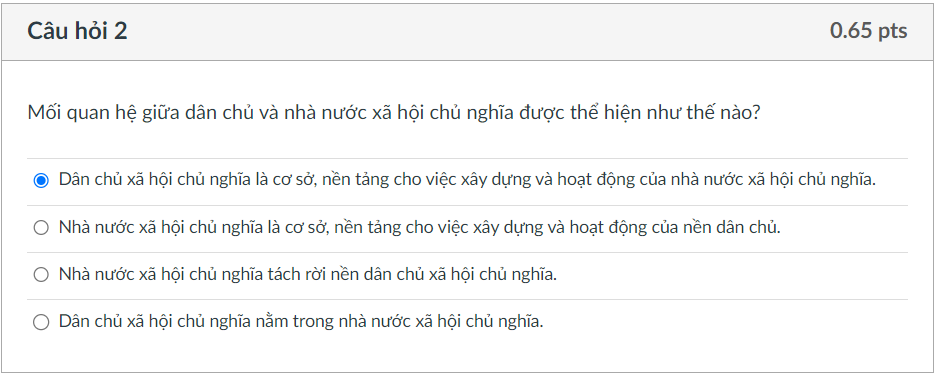 Câu hỏi 2
0.65 pts
Mối quan hệ giữa dân chủ và nhà nước xã hội chủ nghĩa được thể hiện như thế nào?
Dân chủ xã hội chủ nghĩa là cơ sở, nền tảng cho việc xây dựng và hoạt động của nhà nước xã hội chủ nghĩa.
Nhà nước xã hội chủ nghĩa là cơ sở, nền tảng cho việc xây dựng và hoạt động của nền dân chủ.
Nhà nước xã hội chủ nghĩa tách rời nền dân chủ xã hội chủ nghĩa.
Dân chủ xã hội chủ nghĩa nằm trong nhà nước xã hội chủ nghĩa.